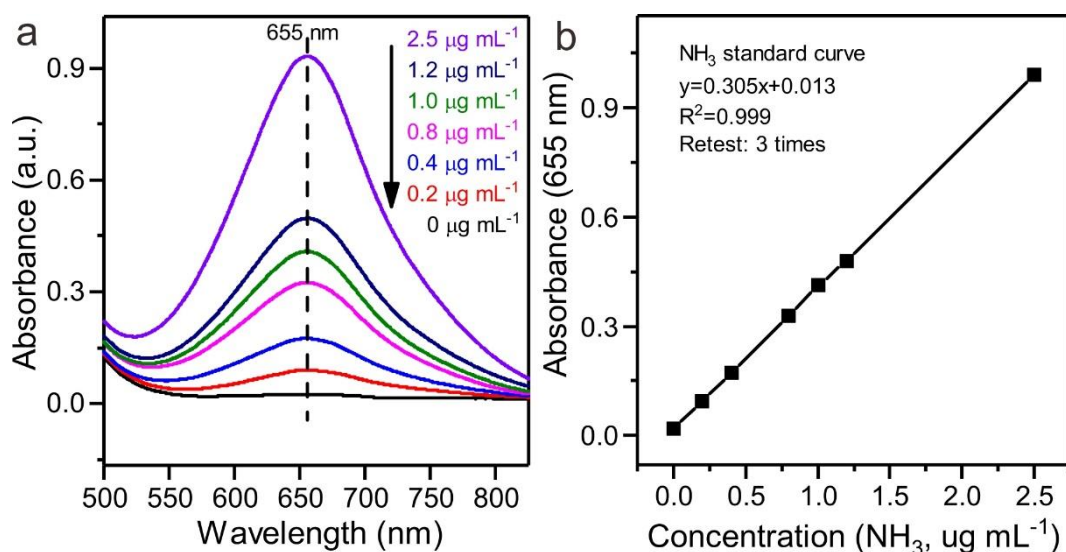 a
655 nm
2.5 μg mL⁻¹
1.2 μg mL⁻¹
1.0 μg mL⁻¹
0.8 μg mL⁻¹
0.4 μg mL⁻¹
0.2 μg mL⁻¹
0 μg mL⁻¹
Absorbance (a.u.)
0.9
0.6
0.3
0.0
500 550 600 650 700 750 800
Wavelength (nm)
b
NH₃ standard curve
y=0.305x+0.013
R²=0.999
Retest: 3 times
Absorbance (655 nm)
0.9
0.6
0.3
0.0
0.0 0.5 1.0 1.5 2.0 2.5
Concentration (NH₃, ug mL⁻¹)